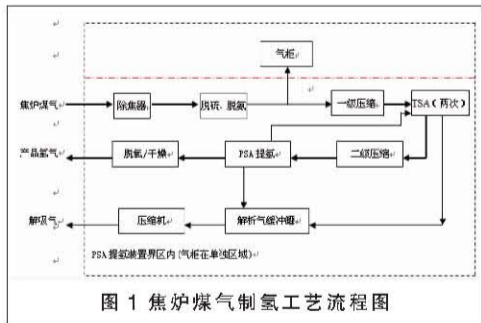 气柜
焦炉煤气
除焦器
脱硫、脱氨
一级压缩
TSA（两次）
产品氢气
脱氧/干燥
PSA提氢
二级压缩
解吸气
压缩机
解析气缓冲罐
PSA提氢装置界区内（气柜在单独区域）
图1 焦炉煤气制氢工艺流程图